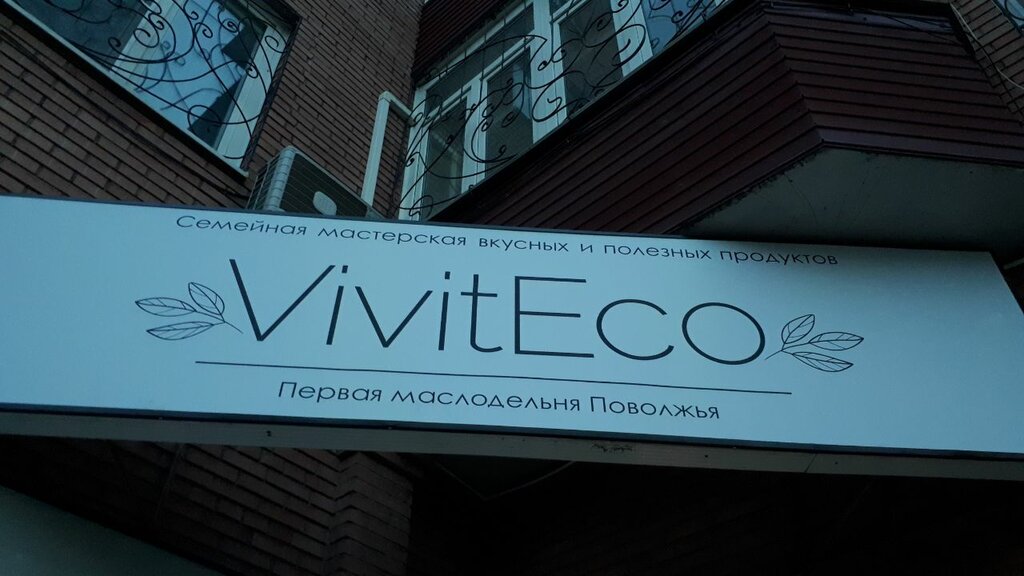 Семейная мастерская вкусных и полезных продуктов
VivitEco
Первая маслодельня Поволжья